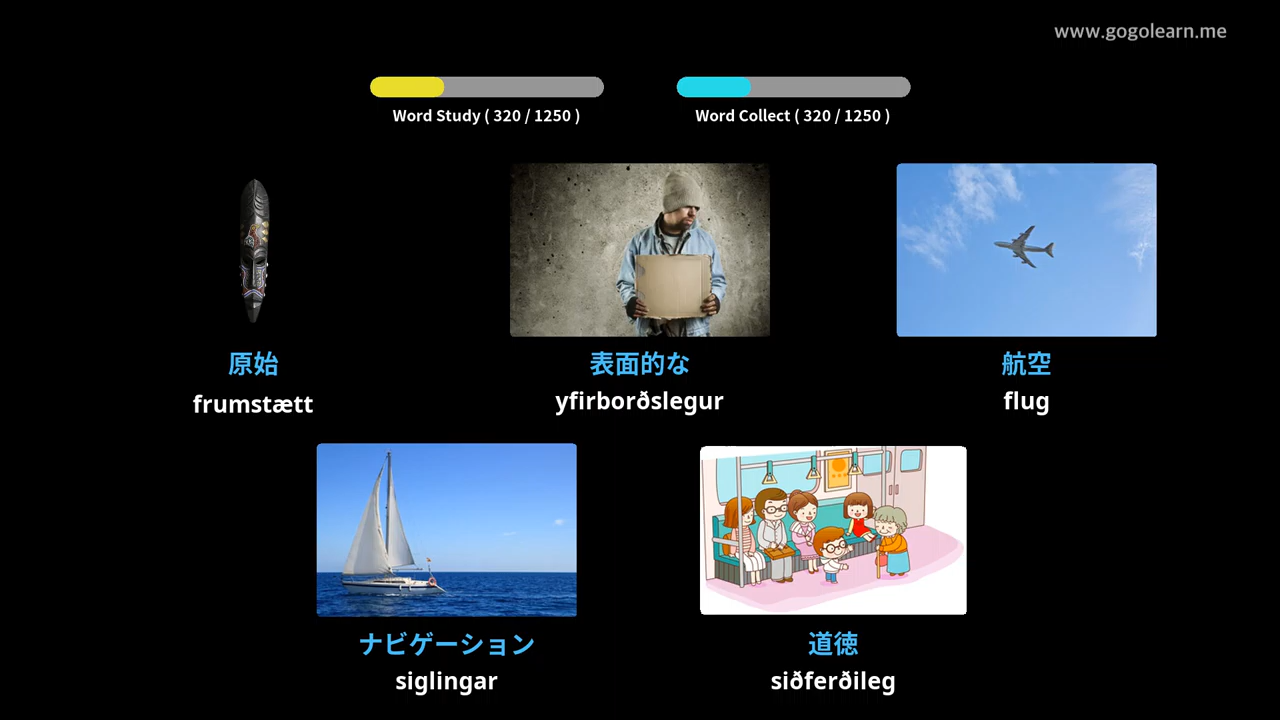 www.gogolearn.me
Word Study ( 320 / 1250 )
Word Collect ( 320 / 1250 )
原始
frumstætt
表面的な
yfirborðslegur
航空
flug
ナビゲーション
siglingar
道徳
siðferðileg